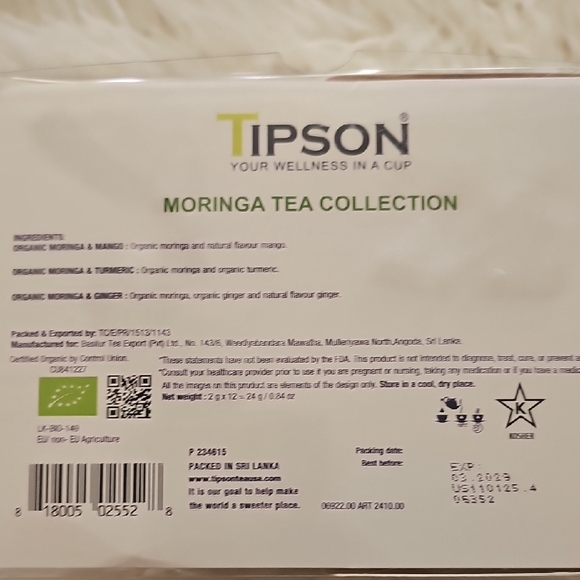 TIPSON®
YOUR WELLNESS IN A CUP
MORINGA TEA COLLECTION
INGREDIENTS
ORGANIC MORINGA & MANGO : Organic moringa and natural flavour mango.
ORGANIC MORINGA & TURMERIC : Organic moringa and organic turmeric.
ORGANIC MORINGA & GINGER : Organic moringa, organic ginger and natural flavour ginger.
Packed & Exported by: TC/E/PR/1513/1143
Manufactured for: Basilur Tea Export (Pvt) Ltd., No. 143/6, Mawatha, Mulleriyawa North, Angoda, Sri Lanka.
Certified Organic by Control Union.
CU841227
*These statements have not been evaluated by the FDA. This product is not intended to diagnose, treat, cure, or prevent a
*Consult your healthcare provider prior to use if you are pregnant or nursing, taking any medication or if you have a medic
All the images on this product are elements of the design only. Store in a cool, dry place.
Net weight : 2 g x 12 = 24 g / 0.84 oz
K
KOSHER
LK-BIO-149
EU/ non- EU Agriculture
P 234615
PACKED IN SRI LANKA
www.tipsonteausa.com
It is our goal to help make
the world a sweeter place.
Packing date:
Best before:
EXP
03.2029
US110125.4
06352
06922.00 ART 2410.00
8 18005 02552 8